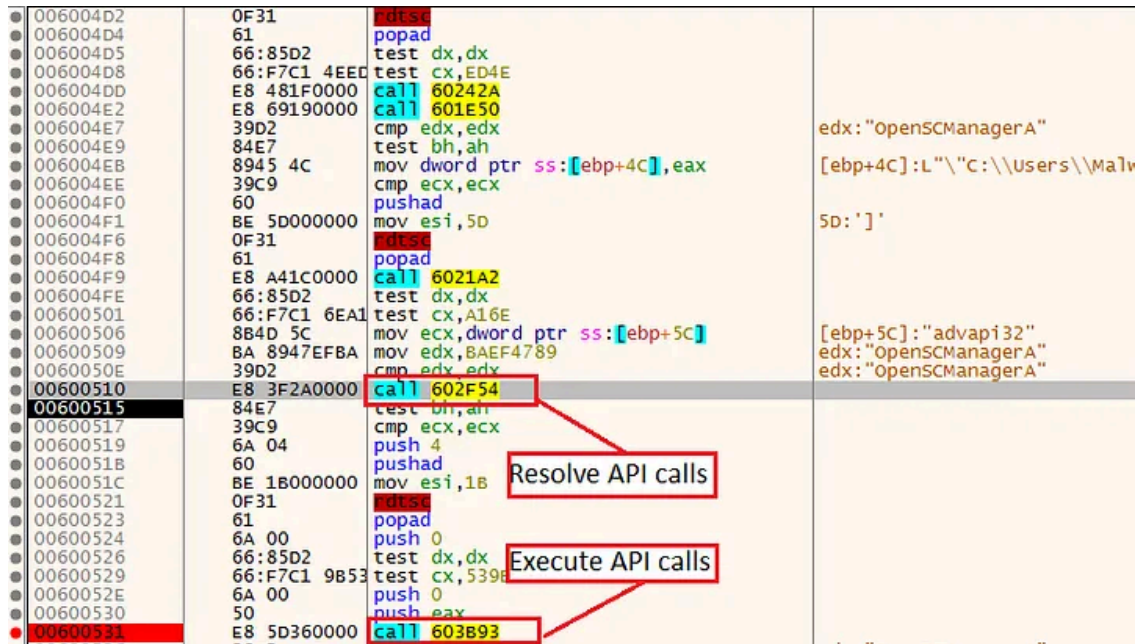 006004D2 0F31 rdtsc
006004D4 61 popad
006004D5 66:85D2 test dx,dx
006004D8 66:F7C1 4EED test cx,ED4E
006004DD E8 481F0000 call 60242A
006004E2 E8 69190000 call 601E50
006004E7 39D2 cmp edx,edx edx:"OpenSCManagerA"
006004E9 84E7 test bh,ah
006004EB 8945 4C mov dword ptr ss:[ebp+4C],eax [ebp+4C]:L"\"C:\\Users\\Malw
006004EE 39C9 cmp ecx,ecx
006004F0 60 pushad
006004F1 BE 5D000000 mov esi,5D 5D:']'
006004F6 0F31 rdtsc
006004F8 61 popad
006004F9 E8 A41C0000 call 6021A2
006004FE 66:85D2 test dx,dx
00600501 66:F7C1 6EA1 test cx,A16E
00600506 8B4D 5C mov ecx,dword ptr ss:[ebp+5C] [ebp+5C]:"advapi32"
00600509 BA 8947EFBA mov edx,BAEF4789 edx:"OpenSCManagerA"
0060050E 39D2 cmp edx,edx edx:"OpenSCManagerA"
00600510 E8 3F2A0000 call 602F54
00600515 84E7 test bh,ah
00600517 39C9 cmp ecx,ecx
00600519 6A 04 push 4
0060051B 60 pushad
Resolve API calls
0060051C BE 1B000000 mov esi,1B
00600521 0F31 rdtsc
00600523 61 popad
00600524 6A 00 push 0
00600526 66:85D2 test dx,dx
Execute API calls
00600529 66:F7C1 9B53 test cx,539B
0060052E 6A 00 push 0
00600530 50 push eax
00600531 E8 5D360000 call 603B93